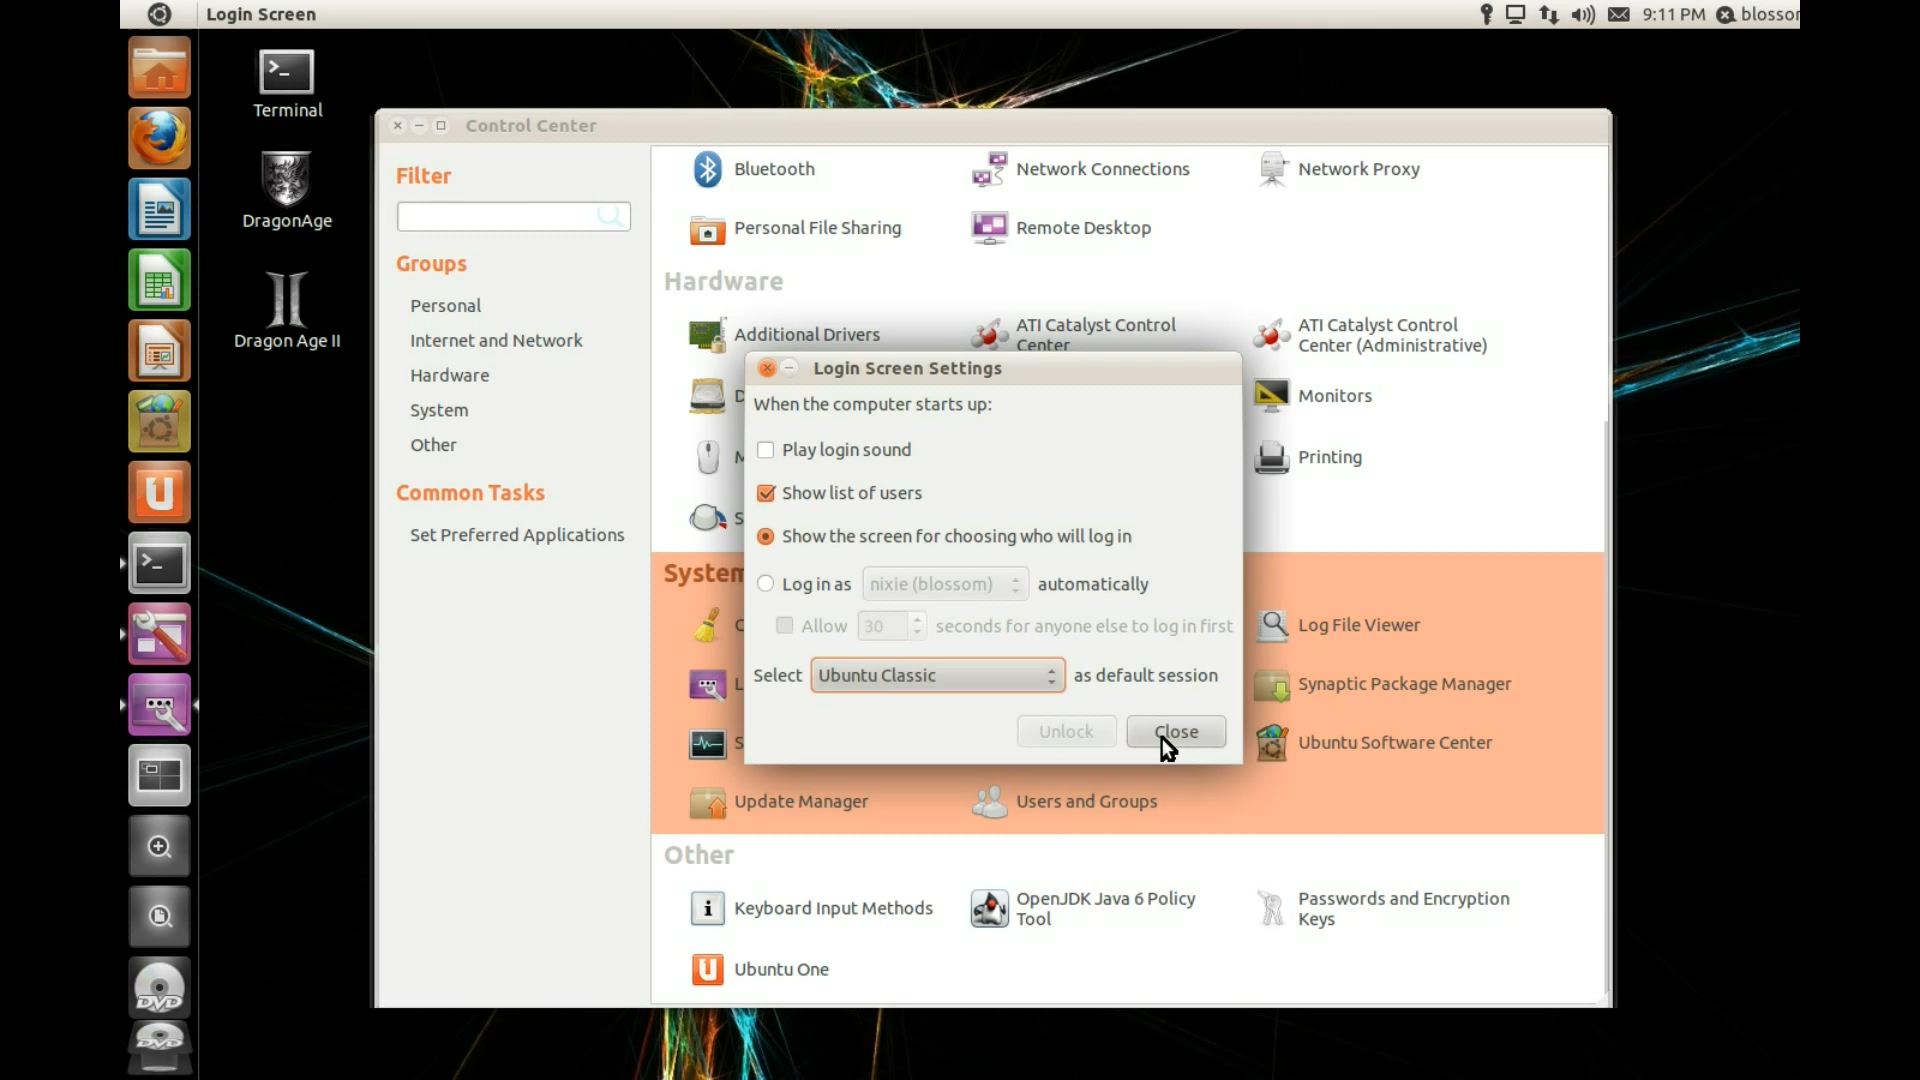 Login Screen
9:11 PM
Terminal
DragonAge
Dragon Age II
Control Center
Filter
Groups
Personal
Internet and Network
Hardware
System
Other
Common Tasks
Set Preferred Applications
Bluetooth
Network Connections
Network Proxy
Personal File Sharing
Remote Desktop
Hardware
Additional Drivers
ATI Catalyst Control
Center
ATI Catalyst Control
Center (Administrative)
Monitors
Printing
System
Log File Viewer
Synaptic Package Manager
Ubuntu Software Center
Update Manager
Users and Groups
Other
Keyboard Input Methods
OpenJDK Java 6 Policy
Tool
Passwords and Encryption
Keys
Ubuntu One
Login Screen Settings
When the computer starts up:
Play login sound
Show list of users
Show the screen for choosing who will log in
Log in as nixie (blossom) automatically
Allow 30 seconds for anyone else to log in first
Select Ubuntu Classic as default session
Unlock Close
DVD
DVD